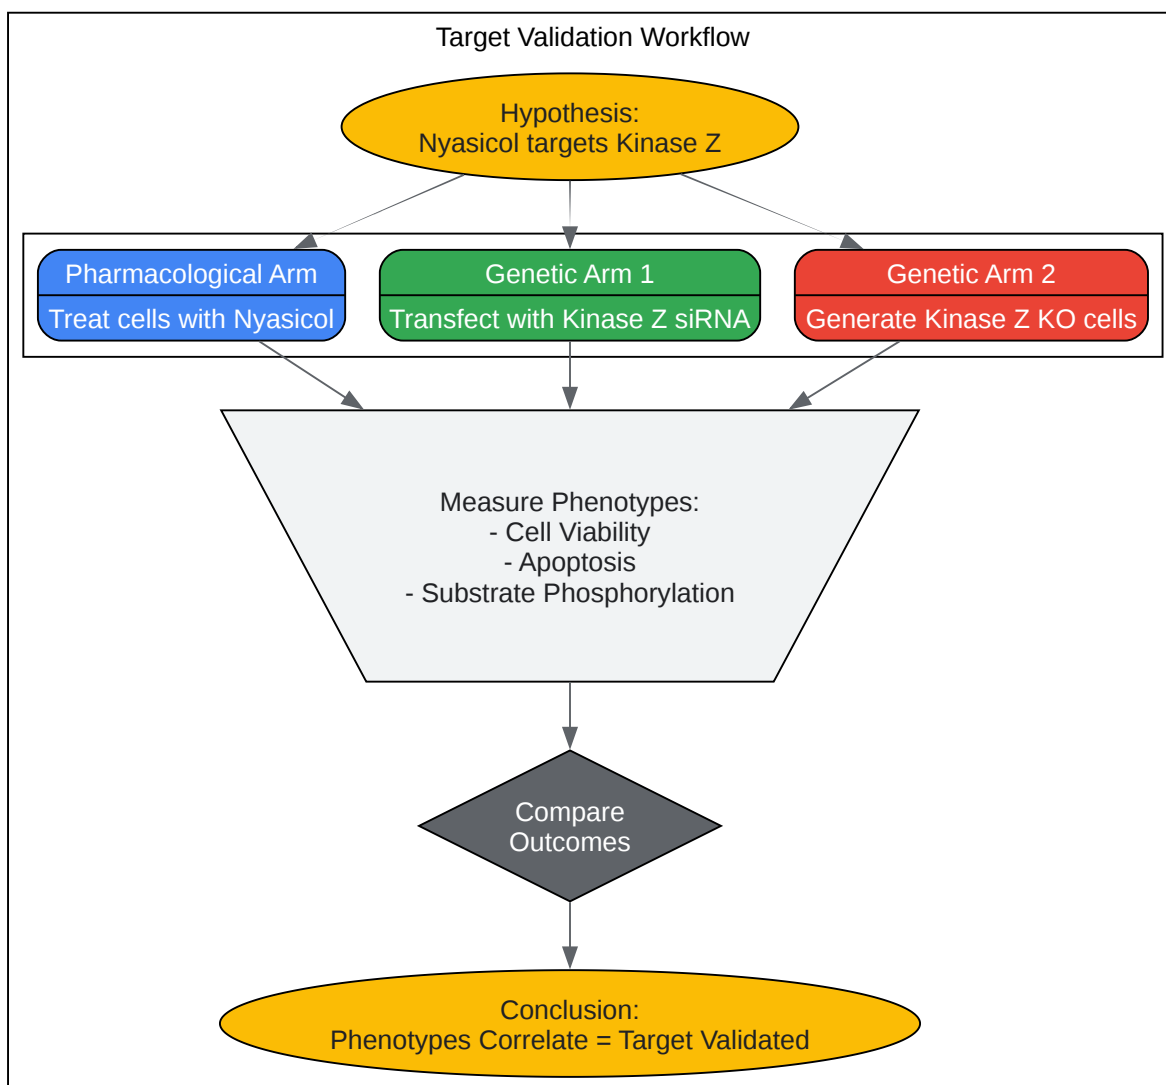 Target Validation Workflow
Hypothesis:
Nyasicol targets Kinase Z
Pharmacological Arm
Treat cells with Nyasicol
Genetic Arm 1
Transfect with Kinase Z siRNA
Genetic Arm 2
Generate Kinase Z KO cells
Measure Phenotypes:
- Cell Viability
- Apoptosis
- Substrate Phosphorylation
Compare
Outcomes
Conclusion:
Phenotypes Correlate = Target Validated